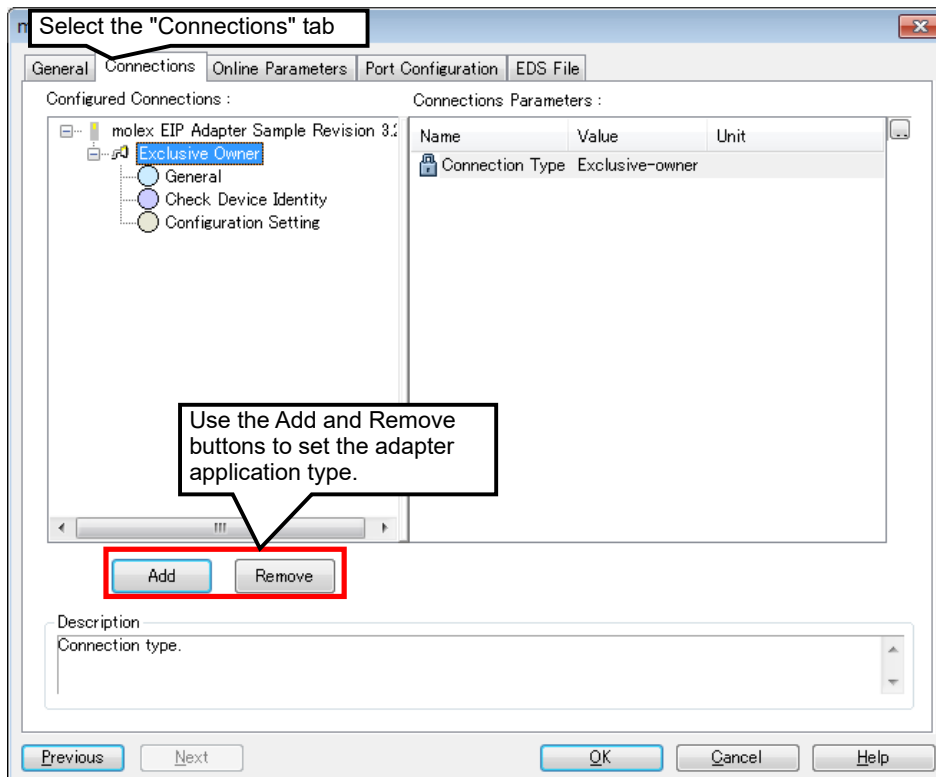 m
Select the "Connections" tab
General Connections Online Parameters Port Configuration EDS File
Configured Connections :
Connections Parameters :
molex EIP Adapter Sample Revision 3.2
Exclusive Owner
General
Check Device Identity
Configuration Setting
Name Value Unit
Connection Type Exclusive-owner
Use the Add and Remove
buttons to set the adapter
application type.
Add Remove
Description
Connection type.
Previous Next OK Cancel Help